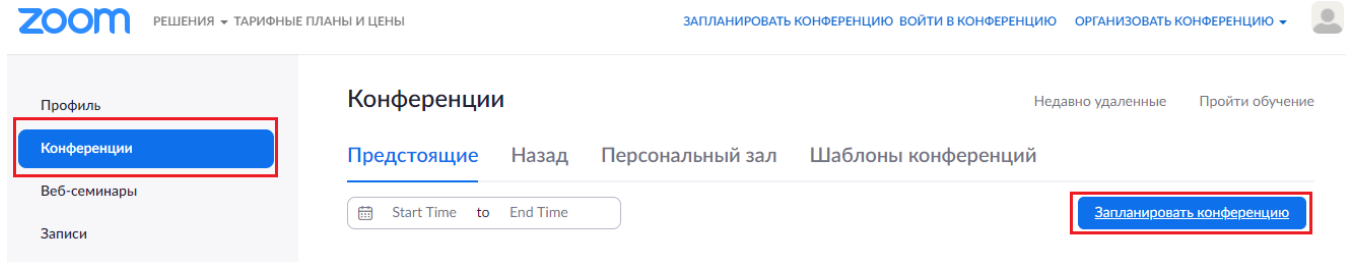 zoom РЕШЕНИЯ ТАРИФНЫЕ ПЛАНЫ И ЦЕНЫ ЗАПЛАНИРОВАТЬ КОНФЕРЕНЦИЮ ВОЙТИ В КОНФЕРЕНЦИЮ ОРГАНИЗОВАТЬ КОНФЕРЕНЦИЮ
Профиль
Конференции
Веб-семинары
Записи
Конференции
Недавно удаленные Пройти обучение
Предстоящие Назад Персональный зал Шаблоны конференций
Start Time to End Time
Запланировать конференцию